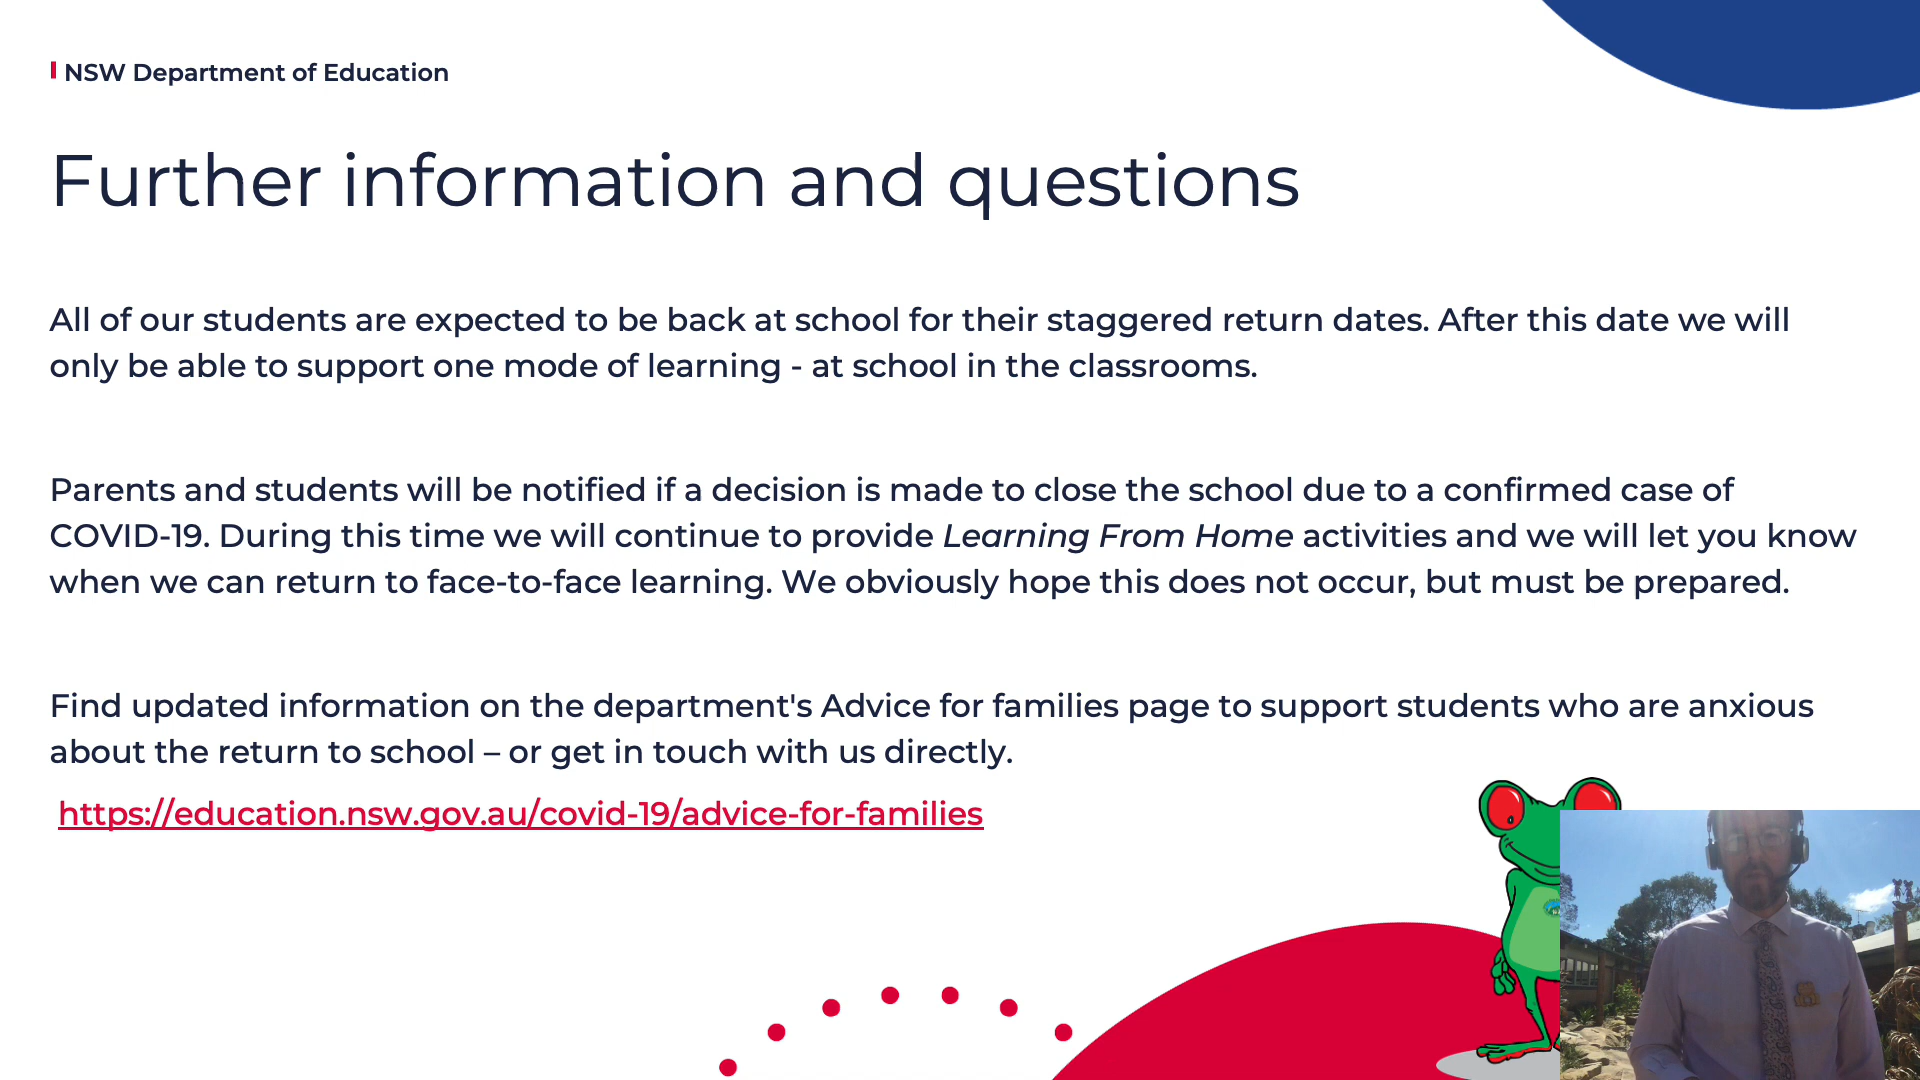 NSW Department of Education
Further information and questions
All of our students are expected to be back at school for their staggered return dates. After this date we will
only be able to support one mode of learning - at school in the classrooms.
Parents and students will be notified if a decision is made to close the school due to a confirmed case of
COVID-19. During this time we will continue to provide Learning From Home activities and we will let you know
when we can return to face-to-face learning. We obviously hope this does not occur, but must be prepared.
Find updated information on the department's Advice for families page to support students who are anxious
about the return to school – or get in touch with us directly.
https://education.nsw.gov.au/covid-19/advice-for-families